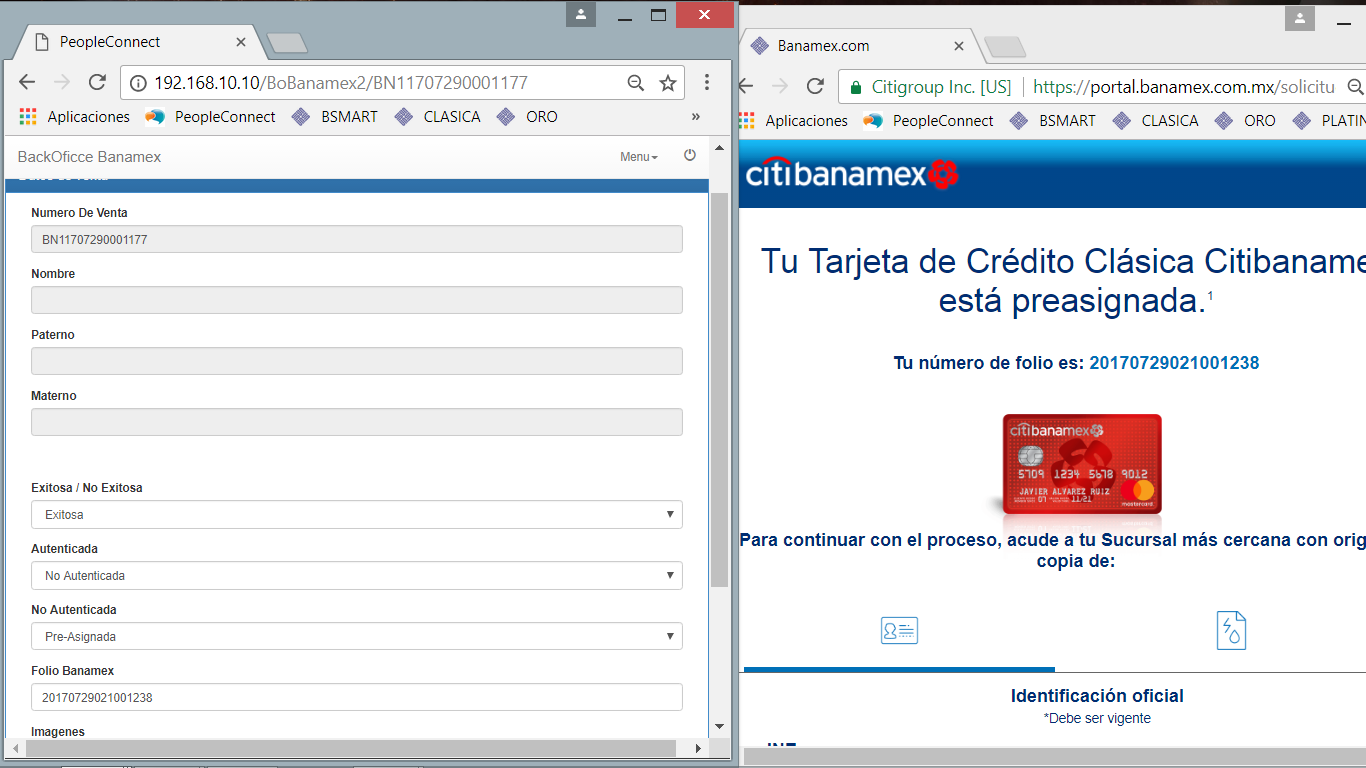 PeopleConnect
192.168.10.10/BoBanamex2/BN11707290001177
Aplicaciones PeopleConnect BSMART CLASICA ORO »
BackOficce Banamex Menu
Numero De Venta
BN11707290001177
Nombre
Paterno
Materno
Exitosa / No Exitosa
Exitosa
Autenticada
No Autenticada
No Autenticada
Pre-Asignada
Folio Banamex
20170729021001238
Imagenes
Banamex.com
Citigroup Inc. [US] https://portal.banamex.com.mx/solicitu
Aplicaciones PeopleConnect BSMART CLASICA ORO PLATIN
citibanamex
Tu Tarjeta de Crédito Clásica Citibaname
está preasignada.1
Tu número de folio es: 20170729021001238
citibanamex
5709 1234 5678 9012
JAVIER ALVAREZ RUIZ
07 11/21
mastercard
Para continuar con el proceso, acude a tu Sucursal más cercana con orig
copia de:
Identificación oficial
*Debe ser vigente